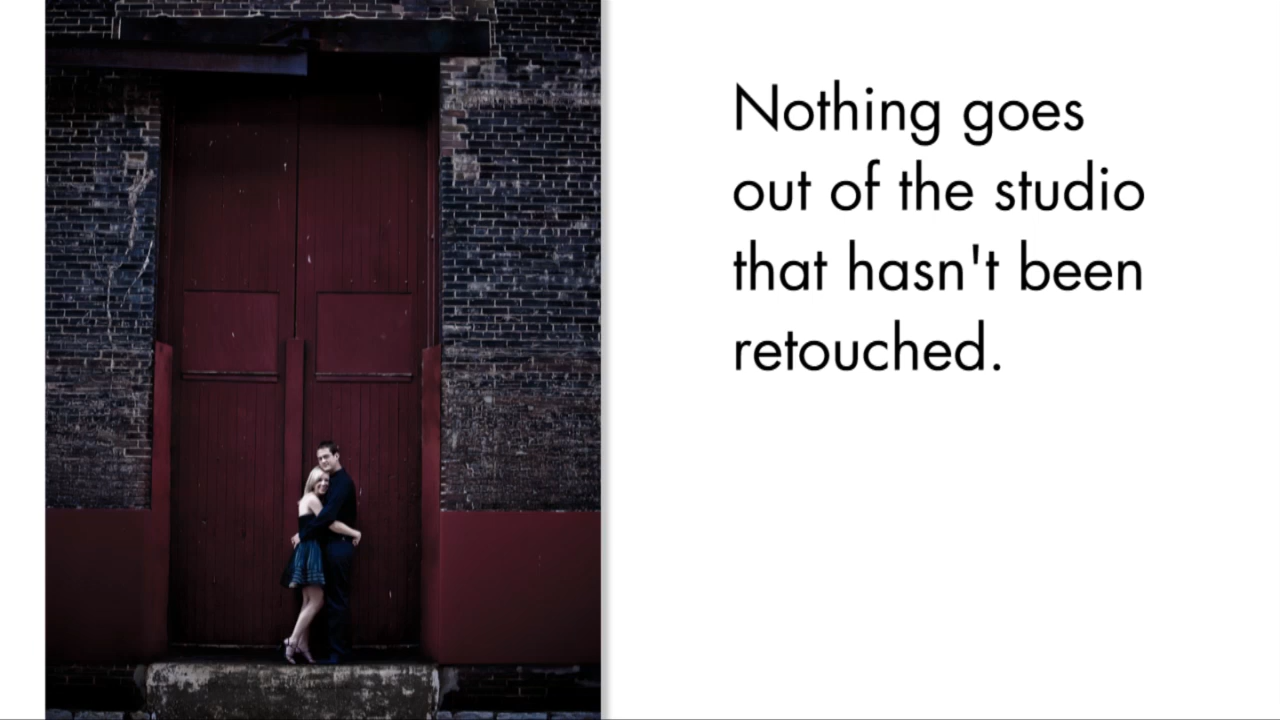 Nothing goes
out of the studio
that hasn't been
retouched.